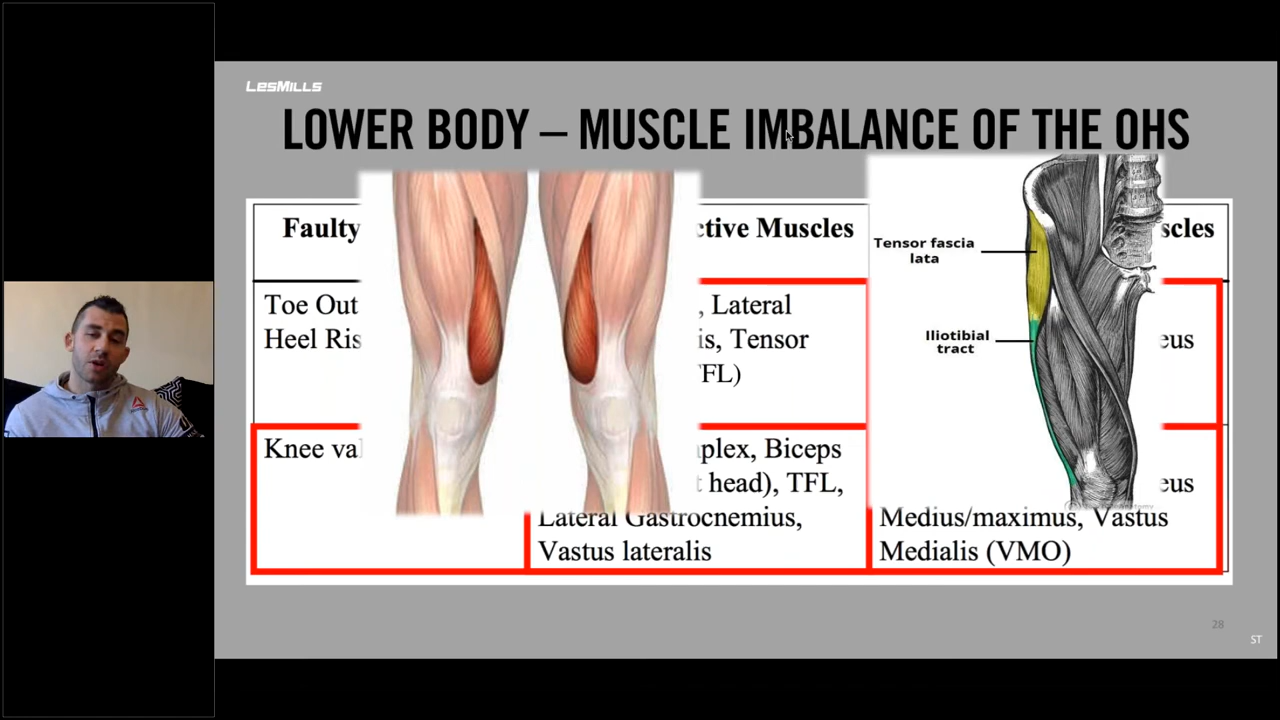 LESMILLS
LOWER BODY – MUSCLE IMBALANCE OF THE OHS
Faulty
ctive Muscles
scles
Tensor fascia
lata
Iliotibial
tract
Toe Out
, Lateral
Heel Ris
is, Tensor
eus
FL)
Knee val
plex, Biceps
t head), TFL,
eus
Lateral Gastrocnemius,
Medius/maximus, Vastus
Vastus lateralis
Medialis (VMO)
28
ST